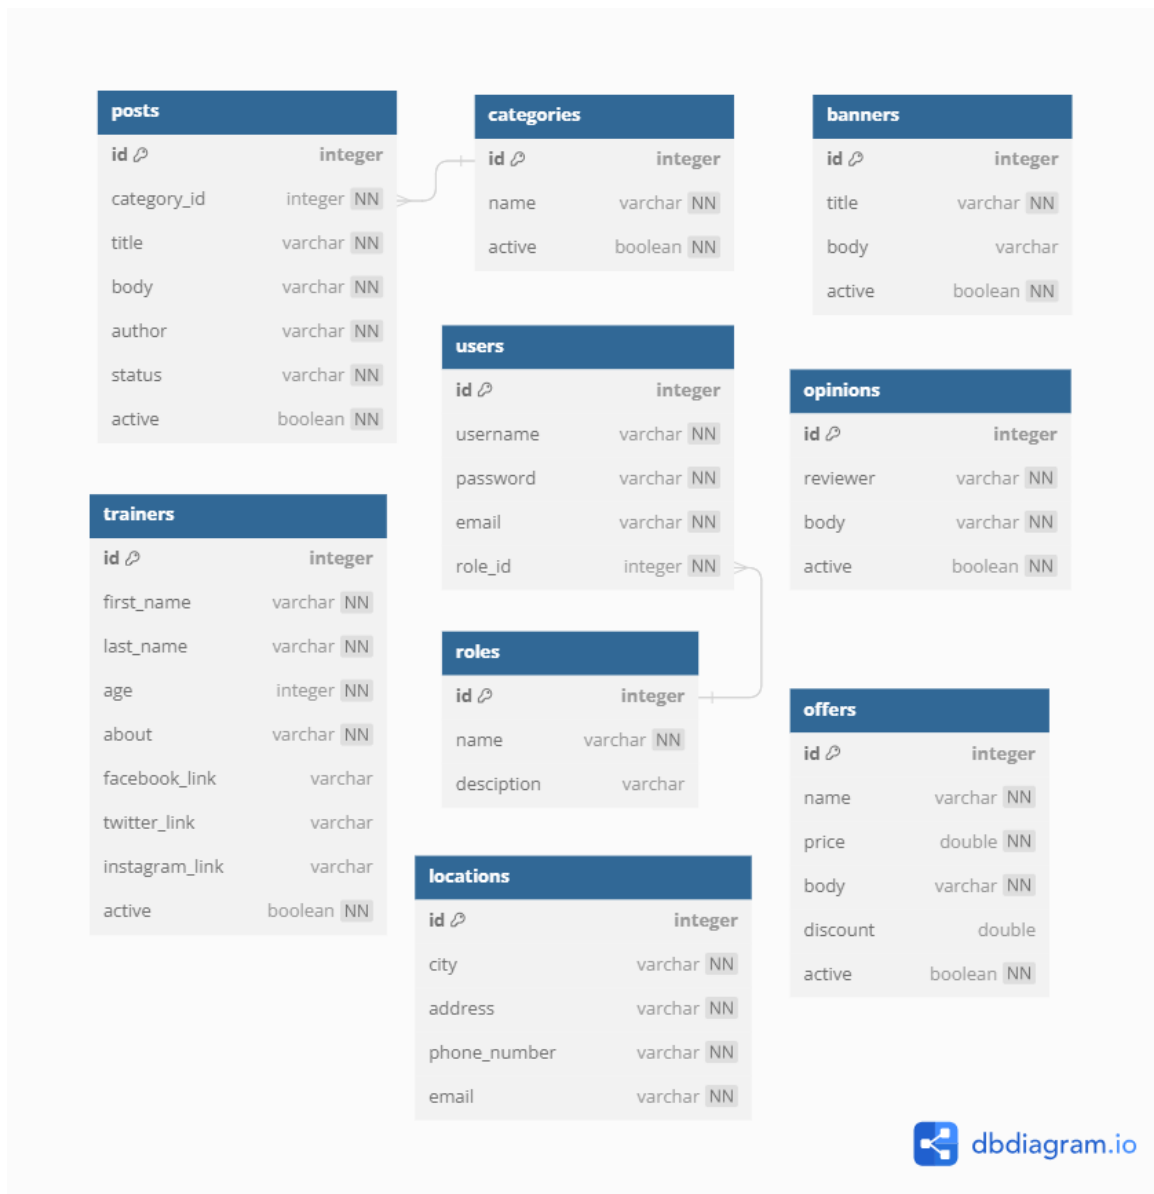 posts
id integer
category_id integer NN
title varchar NN
body varchar NN
author varchar NN
status varchar NN
active boolean NN
categories
id integer
name varchar NN
active boolean NN
banners
id integer
title varchar NN
body varchar
active boolean NN
users
id integer
username varchar NN
password varchar NN
email varchar NN
role_id integer NN
opinions
id integer
reviewer varchar NN
body varchar NN
active boolean NN
trainers
id integer
first_name varchar NN
last_name varchar NN
age integer NN
about varchar NN
facebook_link varchar
twitter_link varchar
instagram_link varchar
active boolean NN
roles
id integer
name varchar NN
desciption varchar
offers
id integer
name varchar NN
price double NN
body varchar NN
discount double
active boolean NN
locations
id integer
city varchar NN
address varchar NN
phone_number varchar NN
email varchar NN
dbdiagram.io